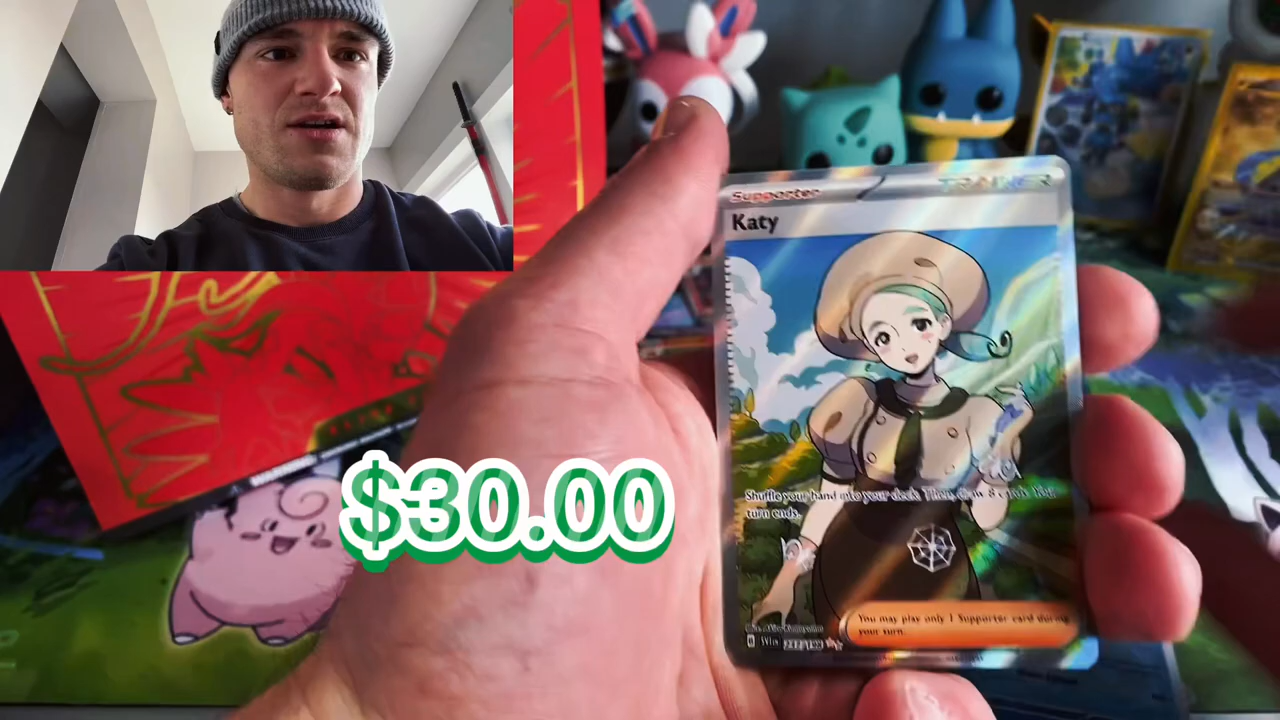 Supporter
TRAINER
Katy
Shuffle your hand into your deck. Then, draw 8 cards. Your
turn ends.
$30.00
You may play only 1 Supporter card during
your turn.